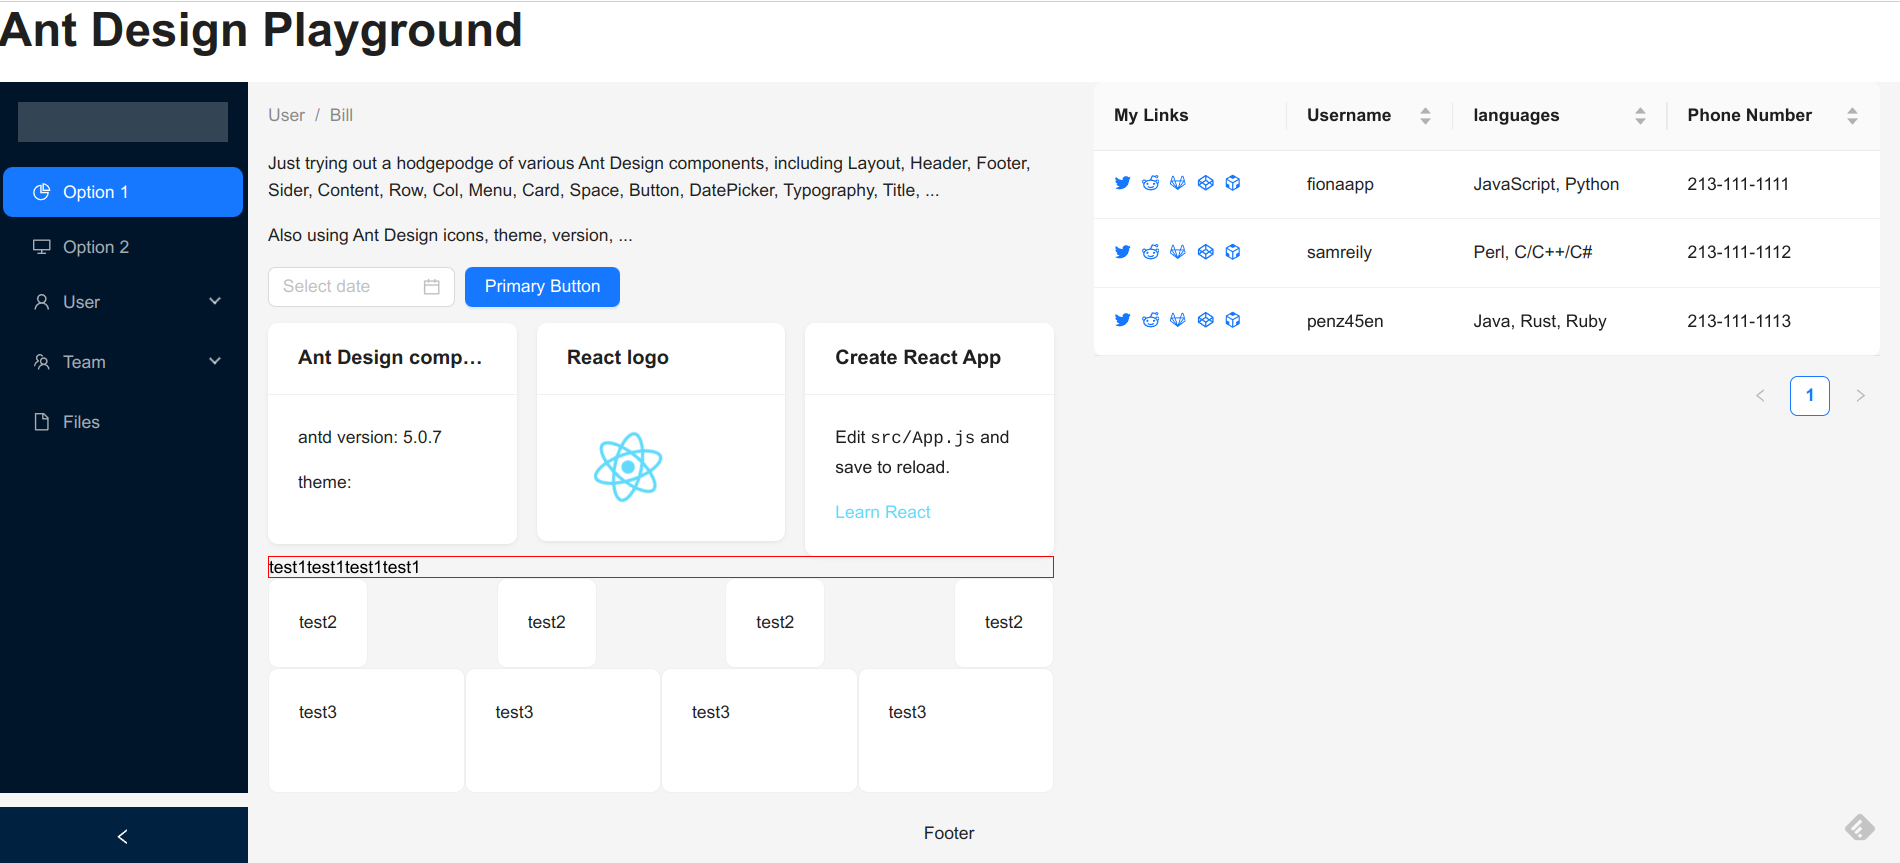 Ant Design Playground
Option 1
Option 2
User
Team
Files
User / Bill
Just trying out a hodgepodge of various Ant Design components, including Layout, Header, Footer,
Sider, Content, Row, Col, Menu, Card, Space, Button, DatePicker, Typography, Title, ...
Also using Ant Design icons, theme, version, ...
Select date
Primary Button
Ant Design comp...
antd version: 5.0.7
theme:
React logo
Create React App
Edit src/App.js and
save to reload.
Learn React
test1test1test1test1
test2 test2 test2 test2
test3 test3 test3 test3
My Links Username languages Phone Number
fionaapp JavaScript, Python 213-111-1111
samreily Perl, C/C++/C# 213-111-1112
penz45en Java, Rust, Ruby 213-111-1113
1
Footer